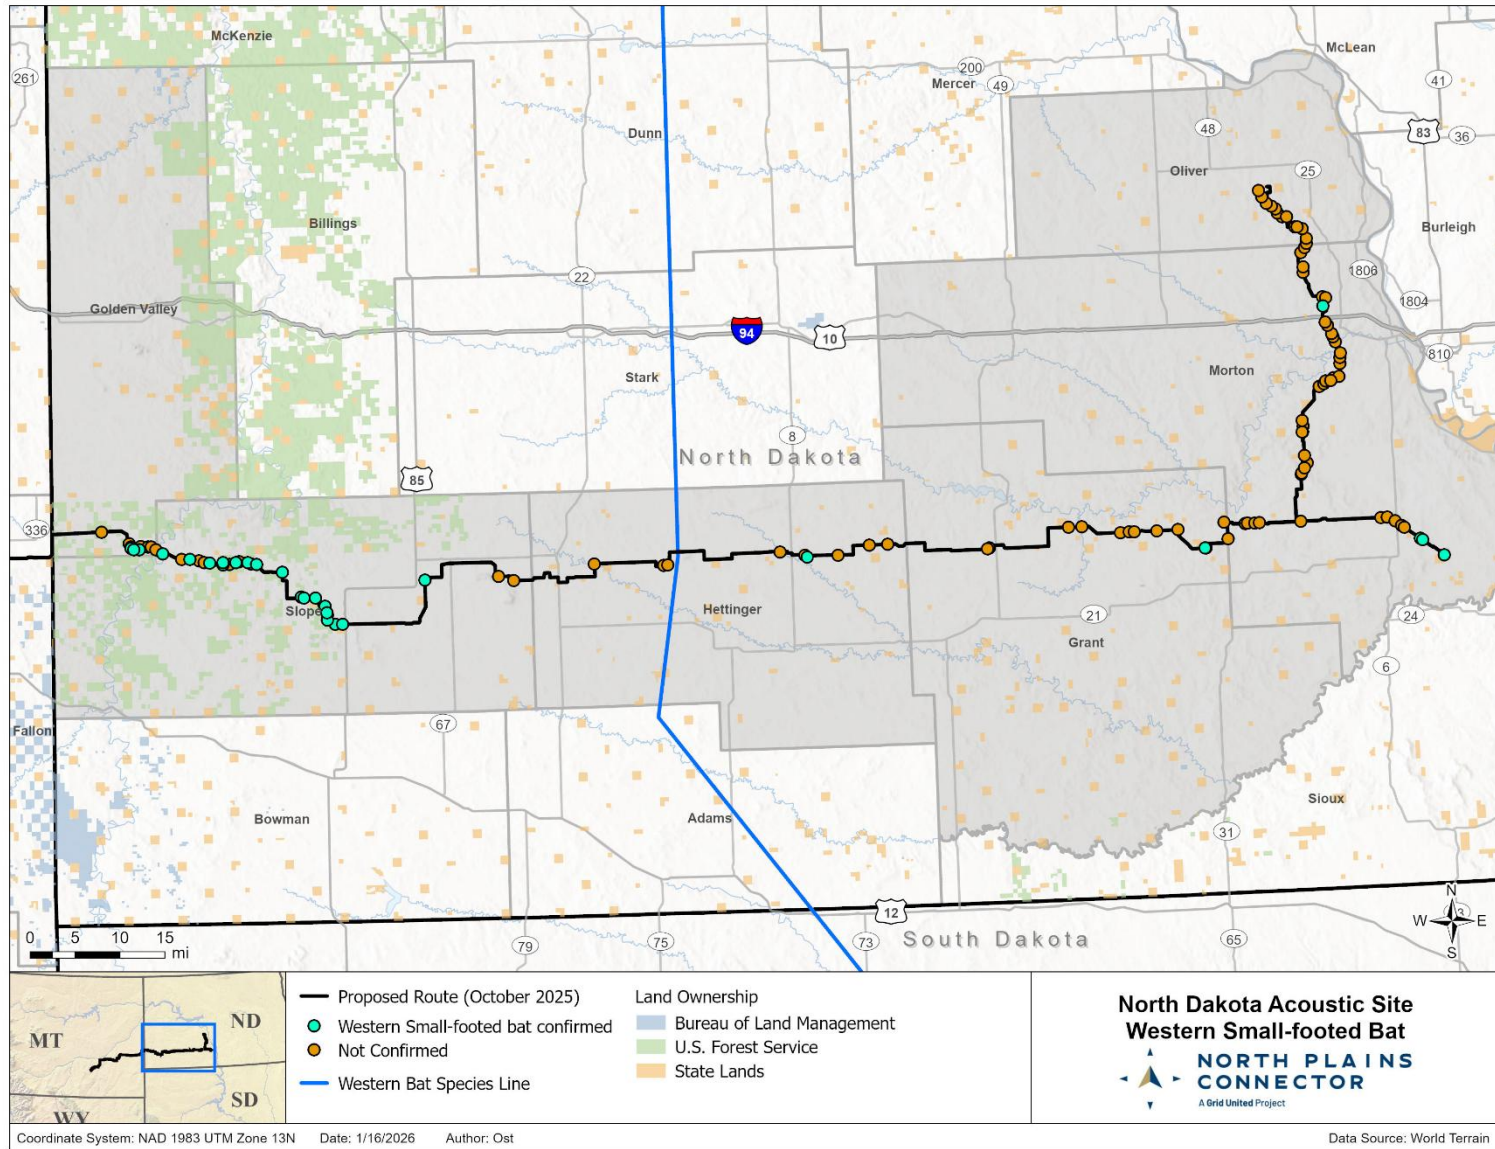 McKenzie
McLean
261
200
Mercer
49
41
Dunn
48
83
36
Oliver
25
Billings
Burleigh
22
1806
1804
Golden Valley
94
10
810
Stark
Morton
8
North Dakota
85
336
Slope
Hettinger
21
Grant
24
6
67
Fallon
Sioux
Bowman
Adams
31
12
N
W
E
S
0 5 10 15
mi
79
75
73
South Dakota
65
MT
ND
SD
WY
Proposed Route (October 2025)
Western Small-footed bat confirmed
Not Confirmed
Western Bat Species Line
Land Ownership
Bureau of Land Management
U.S. Forest Service
State Lands
North Dakota Acoustic Site
Western Small-footed Bat
NORTH PLAINS
CONNECTOR
A Grid United Project
Coordinate System: NAD 1983 UTM Zone 13N Date: 1/16/2026 Author: Ost
Data Source: World Terrain